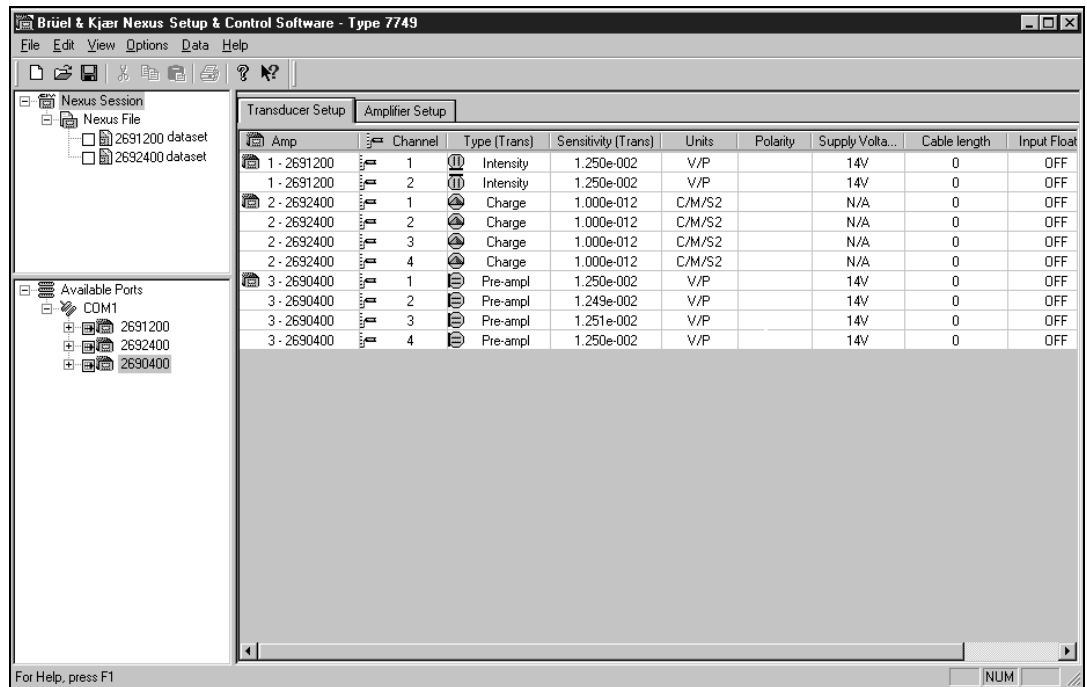 Brüel & Kjær Nexus Setup & Control Software - Type 7749
File Edit View Options Data Help
Nexus Session
Nexus File
2691200 dataset
2692400 dataset
Available Ports
COM1
2691200
2692400
2690400
Transducer Setup Amplifier Setup
Amp Channel Type (Trans) Sensitivity (Trans) Units Polarity Supply Volta... Cable length Input Float
1 - 2691200 1 Intensity 1.250e-002 V/P 14V 0 OFF
1 - 2691200 2 Intensity 1.250e-002 V/P 14V 0 OFF
2 - 2692400 1 Charge 1.000e-012 C/M/S2 N/A 0 OFF
2 - 2692400 2 Charge 1.000e-012 C/M/S2 N/A 0 OFF
2 - 2692400 3 Charge 1.000e-012 C/M/S2 N/A 0 OFF
2 - 2692400 4 Charge 1.000e-012 C/M/S2 N/A 0 OFF
3 - 2690400 1 Pre-ampl 1.250e-002 V/P 14V 0 OFF
3 - 2690400 2 Pre-ampl 1.249e-002 V/P 14V 0 OFF
3 - 2690400 3 Pre-ampl 1.251e-002 V/P 14V 0 OFF
3 - 2690400 4 Pre-ampl 1.250e-002 V/P 14V 0 OFF
For Help, press F1
NUM